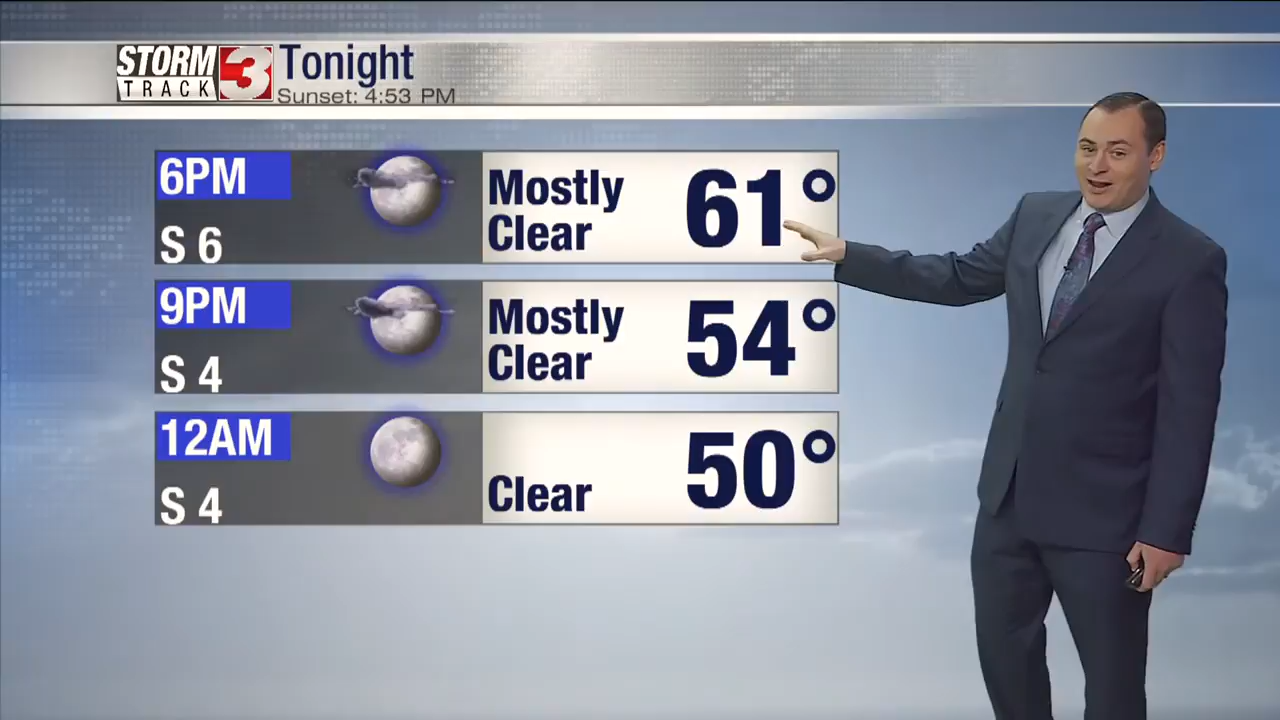 STORM
TRACK
3
Tonight
Sunset: 4:53 PM
6PM
S 6
Mostly
Clear
61°
9PM
S 4
Mostly
Clear
54°
12AM
S 4
Clear
50°